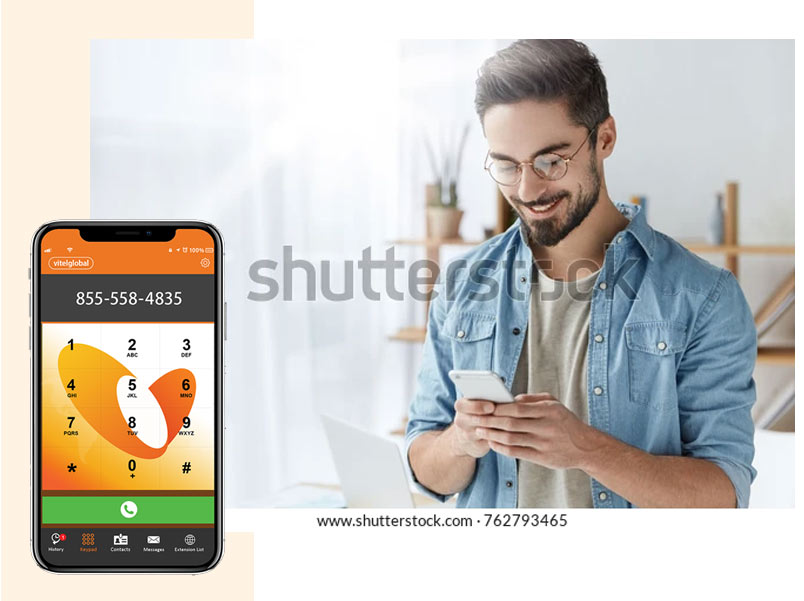 100%
vitelglobal
855-558-4835
1
2
ABC
3
DEF
4
GHI
5
JKL
6
MNO
7
PQRS
8
TUV
9
WXYZ
*
0
+
#
1
History
Keypad
Contacts
Messages
Extension List
shutterstock
www.shutterstock.com · 762793465